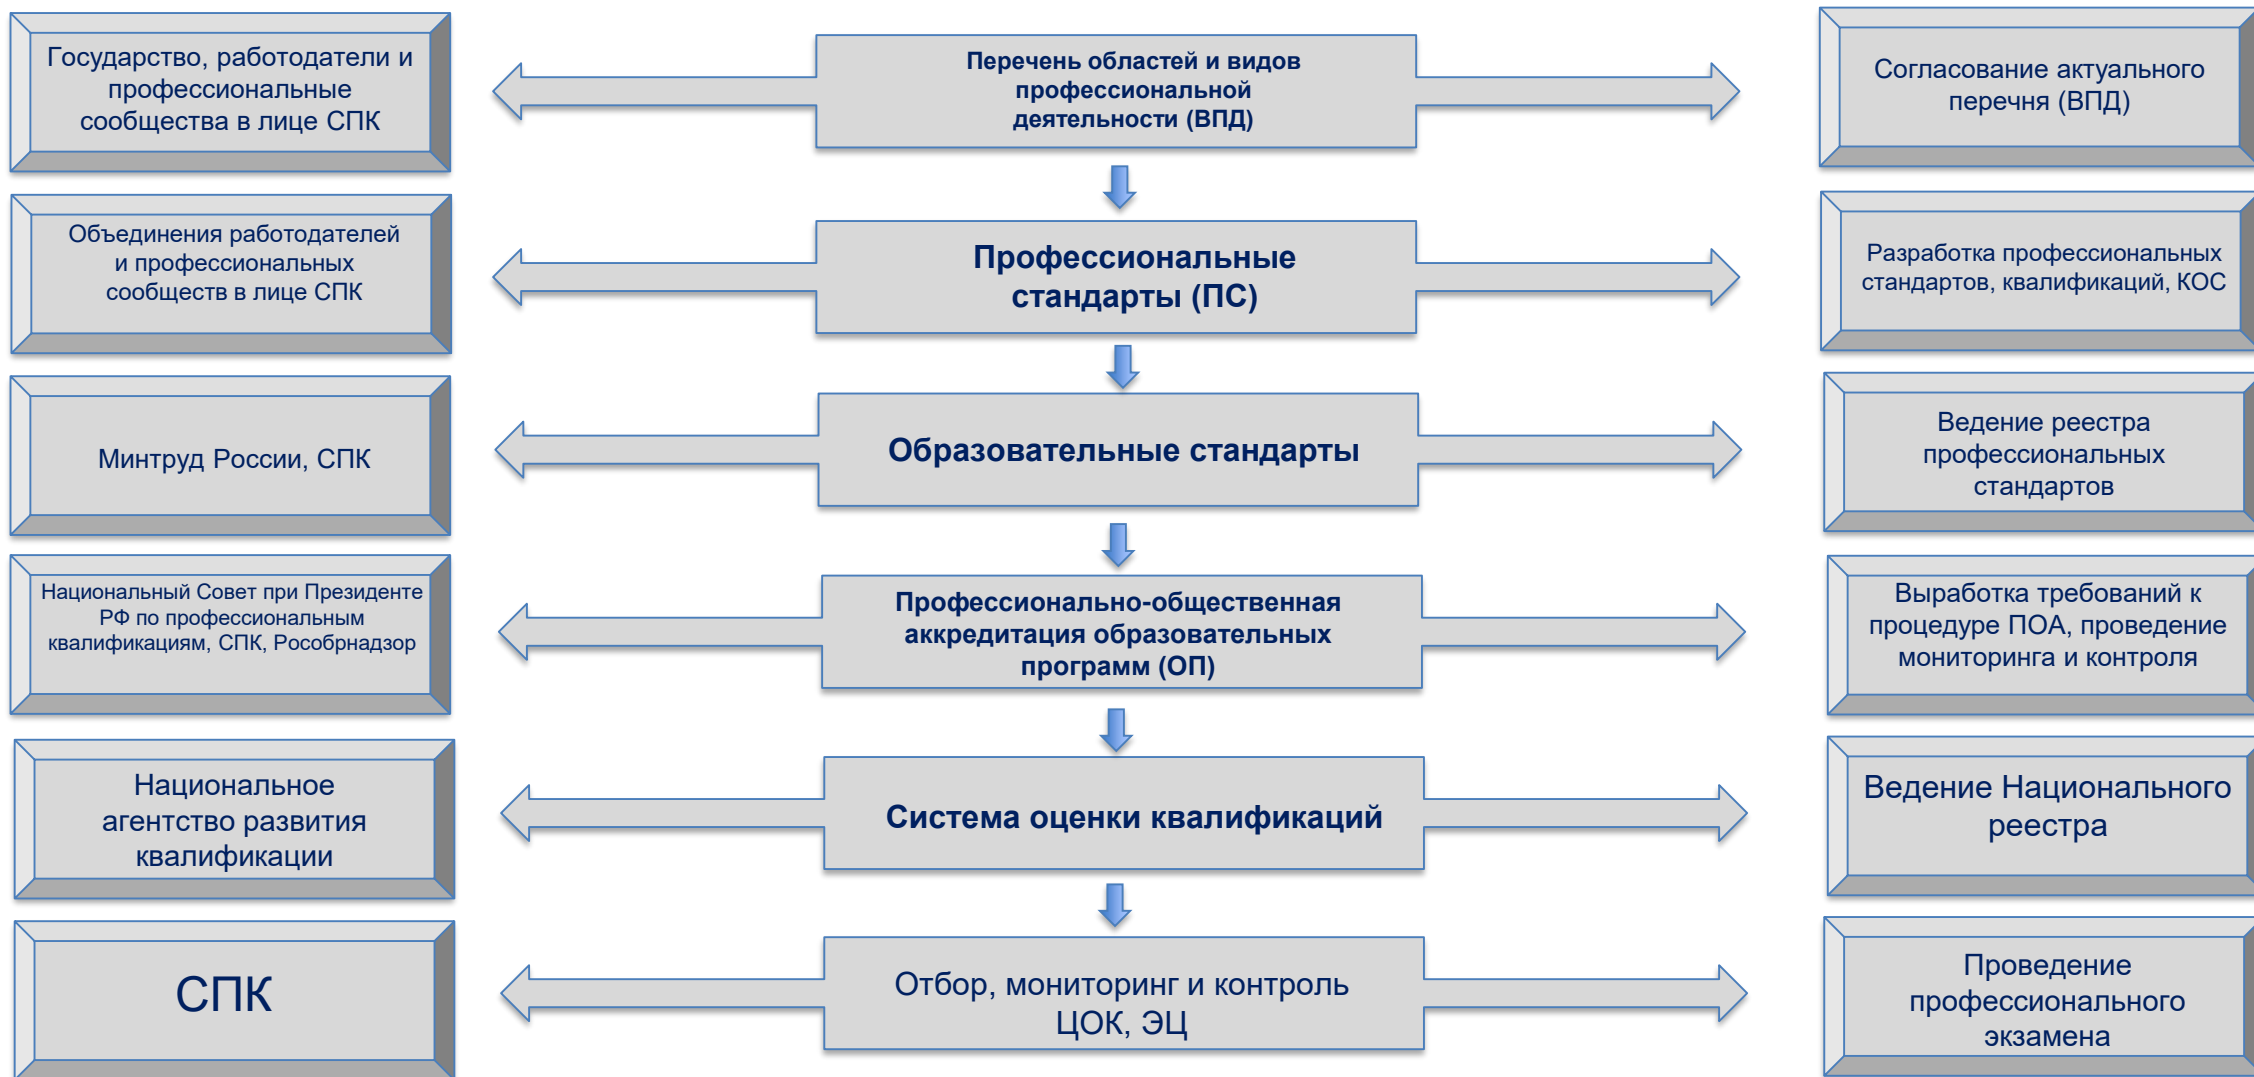 Государство, работодатели и
профессиональные
сообщества в лице СПК
Перечень областей и видов
профессиональной
деятельности (ВПД)
Согласование актуального
перечня (ВПД)
Объединения работодателей
и профессиональных
сообществ в лице СПК
Профессиональные
стандарты (ПС)
Разработка профессиональных
стандартов, квалификаций, КОС
Минтруд России, СПК
Образовательные стандарты
Ведение реестра
профессиональных
стандартов
Национальный Совет при Президенте
РФ по профессиональным
квалификациям, СПК, Рособрнадзор
Профессионально-общественная
аккредитация образовательных
программ (ОП)
Выработка требований к
процедуре ПОА, проведение
мониторинга и контроля
Национальное
агентство развития
квалификации
Система оценки квалификаций
Ведение Национального
реестра
СПК
Отбор, мониторинг и контроль
ЦОК, ЭЦ
Проведение
профессионального
экзамена